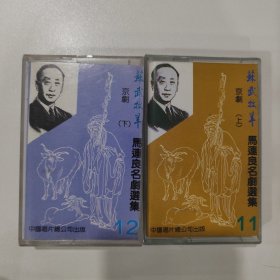 蘇武牧羊
京劇（下）
馬連良名劇選集
中國唱片總公司出版
12
蘇武牧羊
京劇（上）
馬連良名劇選集
中國唱片總公司出版
11